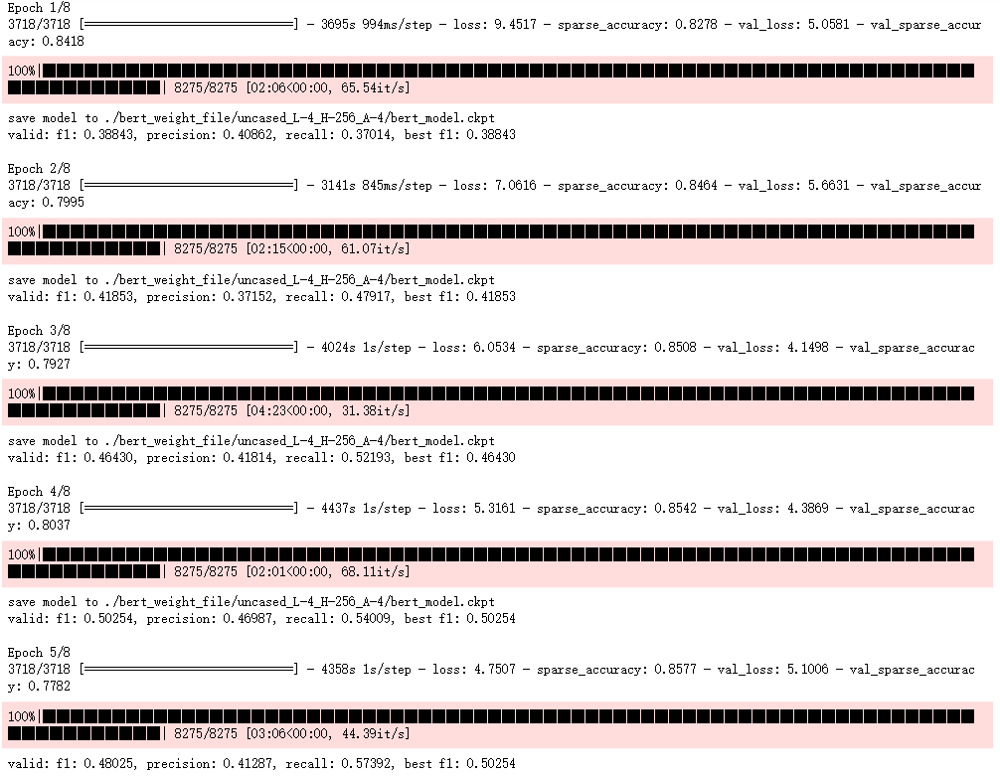 Epoch 1/8
3718/3718 [==============================] - 3695s 994ms/step - loss: 9.4517 - sparse_accuracy: 0.8278 - val_loss: 5.0581 - val_sparse_accur
acy: 0.8418
100%|
| 8275/8275 [02:06<00:00, 65.54it/s]
save model to ./bert_weight_file/uncased_L-4_H-256_A-4/bert_model.ckpt
valid: f1: 0.38843, precision: 0.40862, recall: 0.37014, best f1: 0.38843
Epoch 2/8
3718/3718 [==============================] - 3141s 845ms/step - loss: 7.0616 - sparse_accuracy: 0.8464 - val_loss: 5.6631 - val_sparse_accur
acy: 0.7995
100%|
| 8275/8275 [02:15<00:00, 61.07it/s]
save model to ./bert_weight_file/uncased_L-4_H-256_A-4/bert_model.ckpt
valid: f1: 0.41853, precision: 0.37152, recall: 0.47917, best f1: 0.41853
Epoch 3/8
3718/3718 [==============================] - 4024s 1s/step - loss: 6.0534 - sparse_accuracy: 0.8508 - val_loss: 4.1498 - val_sparse_accurac
y: 0.7927
100%|
| 8275/8275 [04:23<00:00, 31.38it/s]
save model to ./bert_weight_file/uncased_L-4_H-256_A-4/bert_model.ckpt
valid: f1: 0.46430, precision: 0.41814, recall: 0.52193, best f1: 0.46430
Epoch 4/8
3718/3718 [==============================] - 4437s 1s/step - loss: 5.3161 - sparse_accuracy: 0.8542 - val_loss: 4.3869 - val_sparse_accurac
y: 0.8037
100%|
| 8275/8275 [02:01<00:00, 68.11it/s]
save model to ./bert_weight_file/uncased_L-4_H-256_A-4/bert_model.ckpt
valid: f1: 0.50254, precision: 0.46987, recall: 0.54009, best f1: 0.50254
Epoch 5/8
3718/3718 [==============================] - 4358s 1s/step - loss: 4.7507 - sparse_accuracy: 0.8577 - val_loss: 5.1006 - val_sparse_accurac
y: 0.7782
100%|
| 8275/8275 [03:06<00:00, 44.39it/s]
valid: f1: 0.48025, precision: 0.41287, recall: 0.57392, best f1: 0.50254